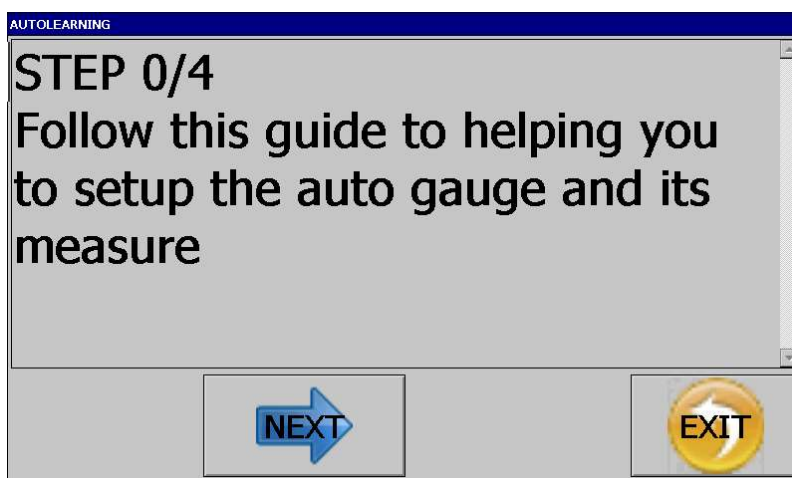 AUTOLEARNING
STEP 0/4
Follow this guide to helping you
to setup the auto gauge and its
measure
NEXT
EXIT